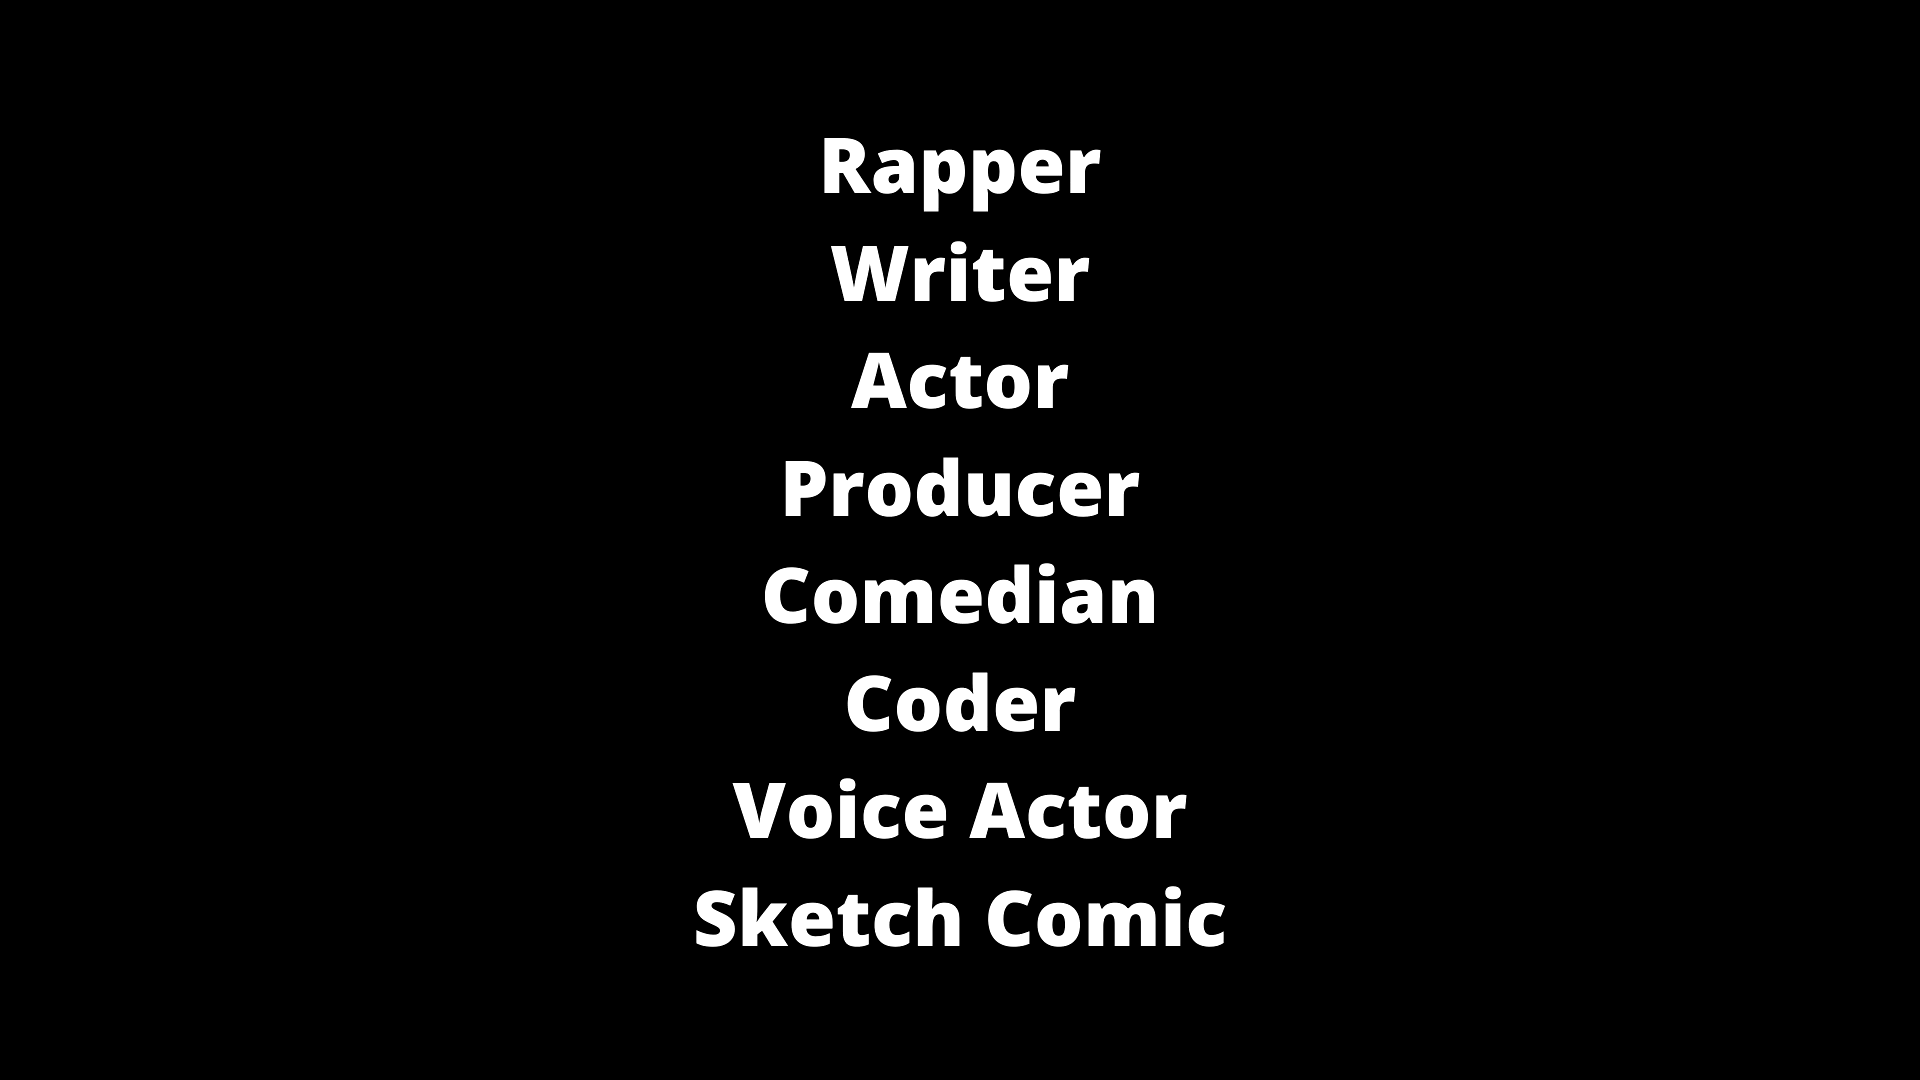 Rapper
Writer
Actor
Producer
Comedian
Coder
Voice Actor
Sketch Comic